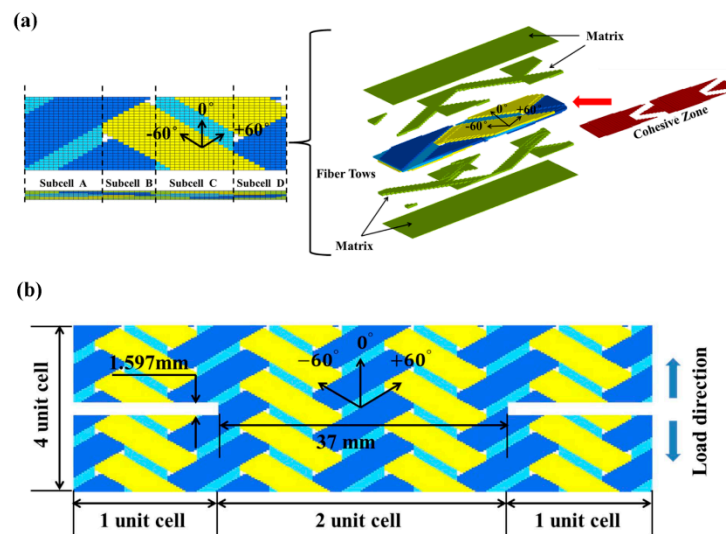 (a)
Matrix
0°
-60°
+60°
0°
-60°
+60°
Cohesive Zone
Subcell A
Subcell B
Subcell C
Subcell D
Fiber Tows
Matrix
(b)
1.597mm
0°
−60°
+60°
4 unit cell
37 mm
Load direction
1 unit cell
2 unit cell
1 unit cell